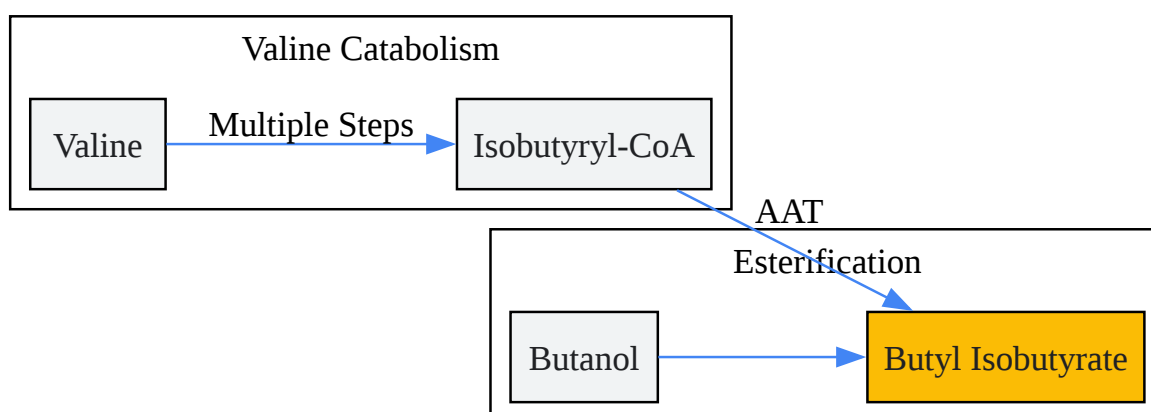 Valine Catabolism
Valine
Multiple Steps
Isobutyryl-CoA
AAT
Esterification
Butanol
Butyl Isobutyrate